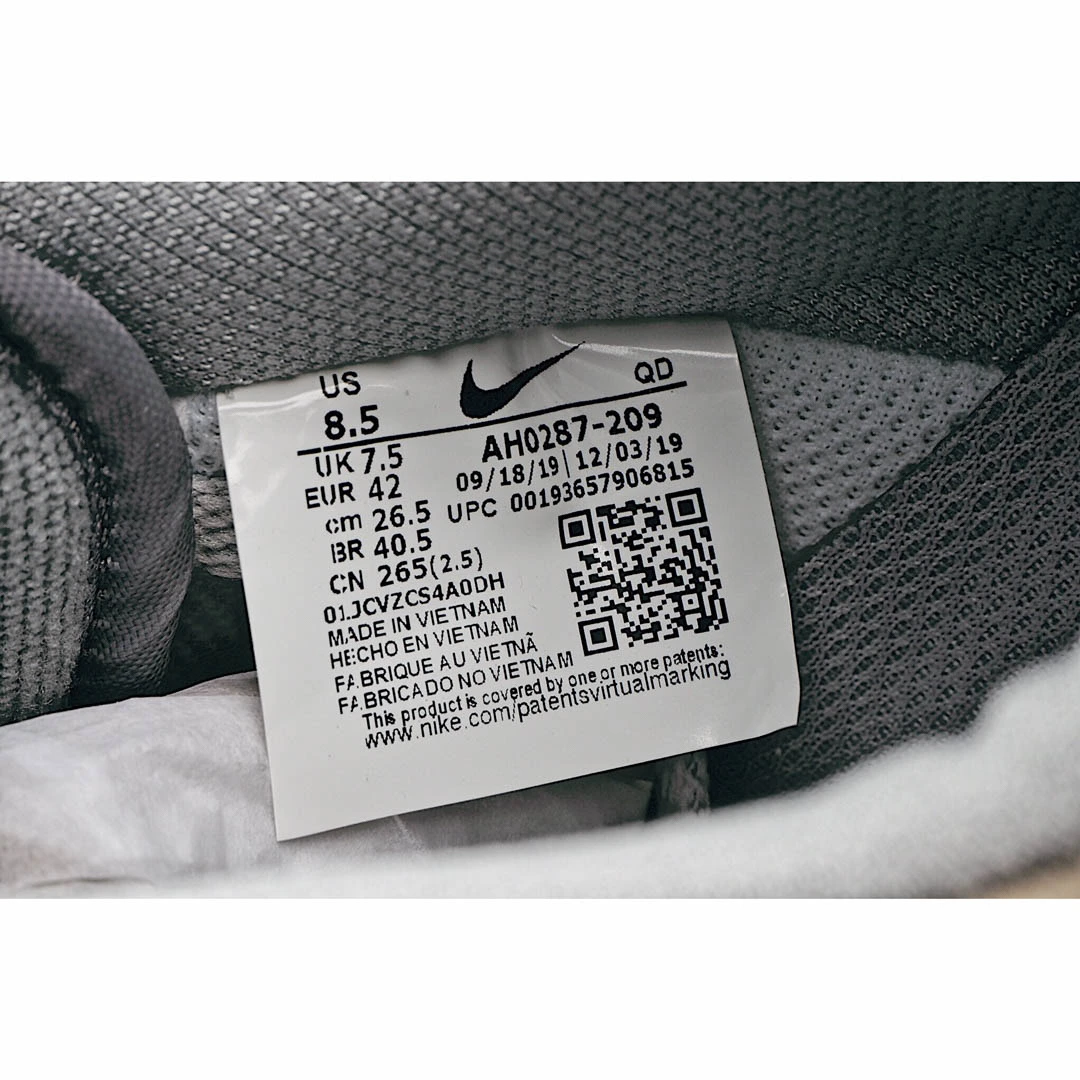 US
8.5
QD
UK 7.5
EUR 42
cm 26.5
BR 40.5
CN 265(2.5)
AH0287-209
09/18/19| 12/03/19
UPC 00193657906815
01JCVZCS4A0DH
MADE IN VIETNAM
HECHO EN VIETNAM
FABRIQUE AU VIETNÃ
FABRICADO NO VIETNAM
This product is covered by one or more patents:
www.nike.com/patentsvirtualmarking